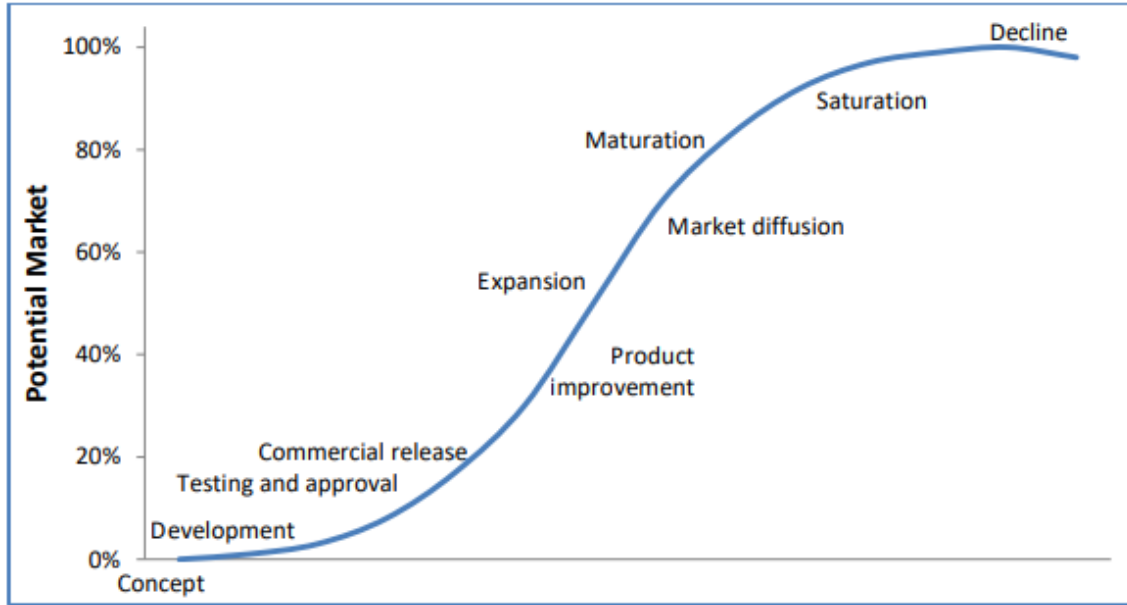 Decline
100%
Saturation
Maturation
80%
Market diffusion
60%
Expansion
Product
improvement
40%
Commercial release
20%
Testing and approval
Development
0%
Concept
Potential Market